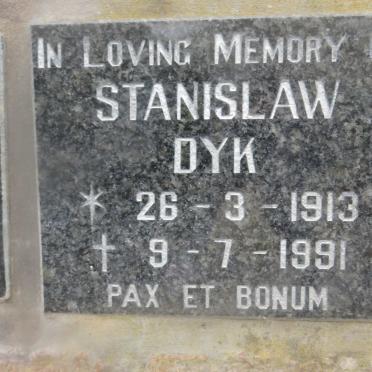 In Loving Memory
STANISLAW
DYK
* 26 - 3 - 1913
† 9 - 7 - 1991
PAX ET BONUM